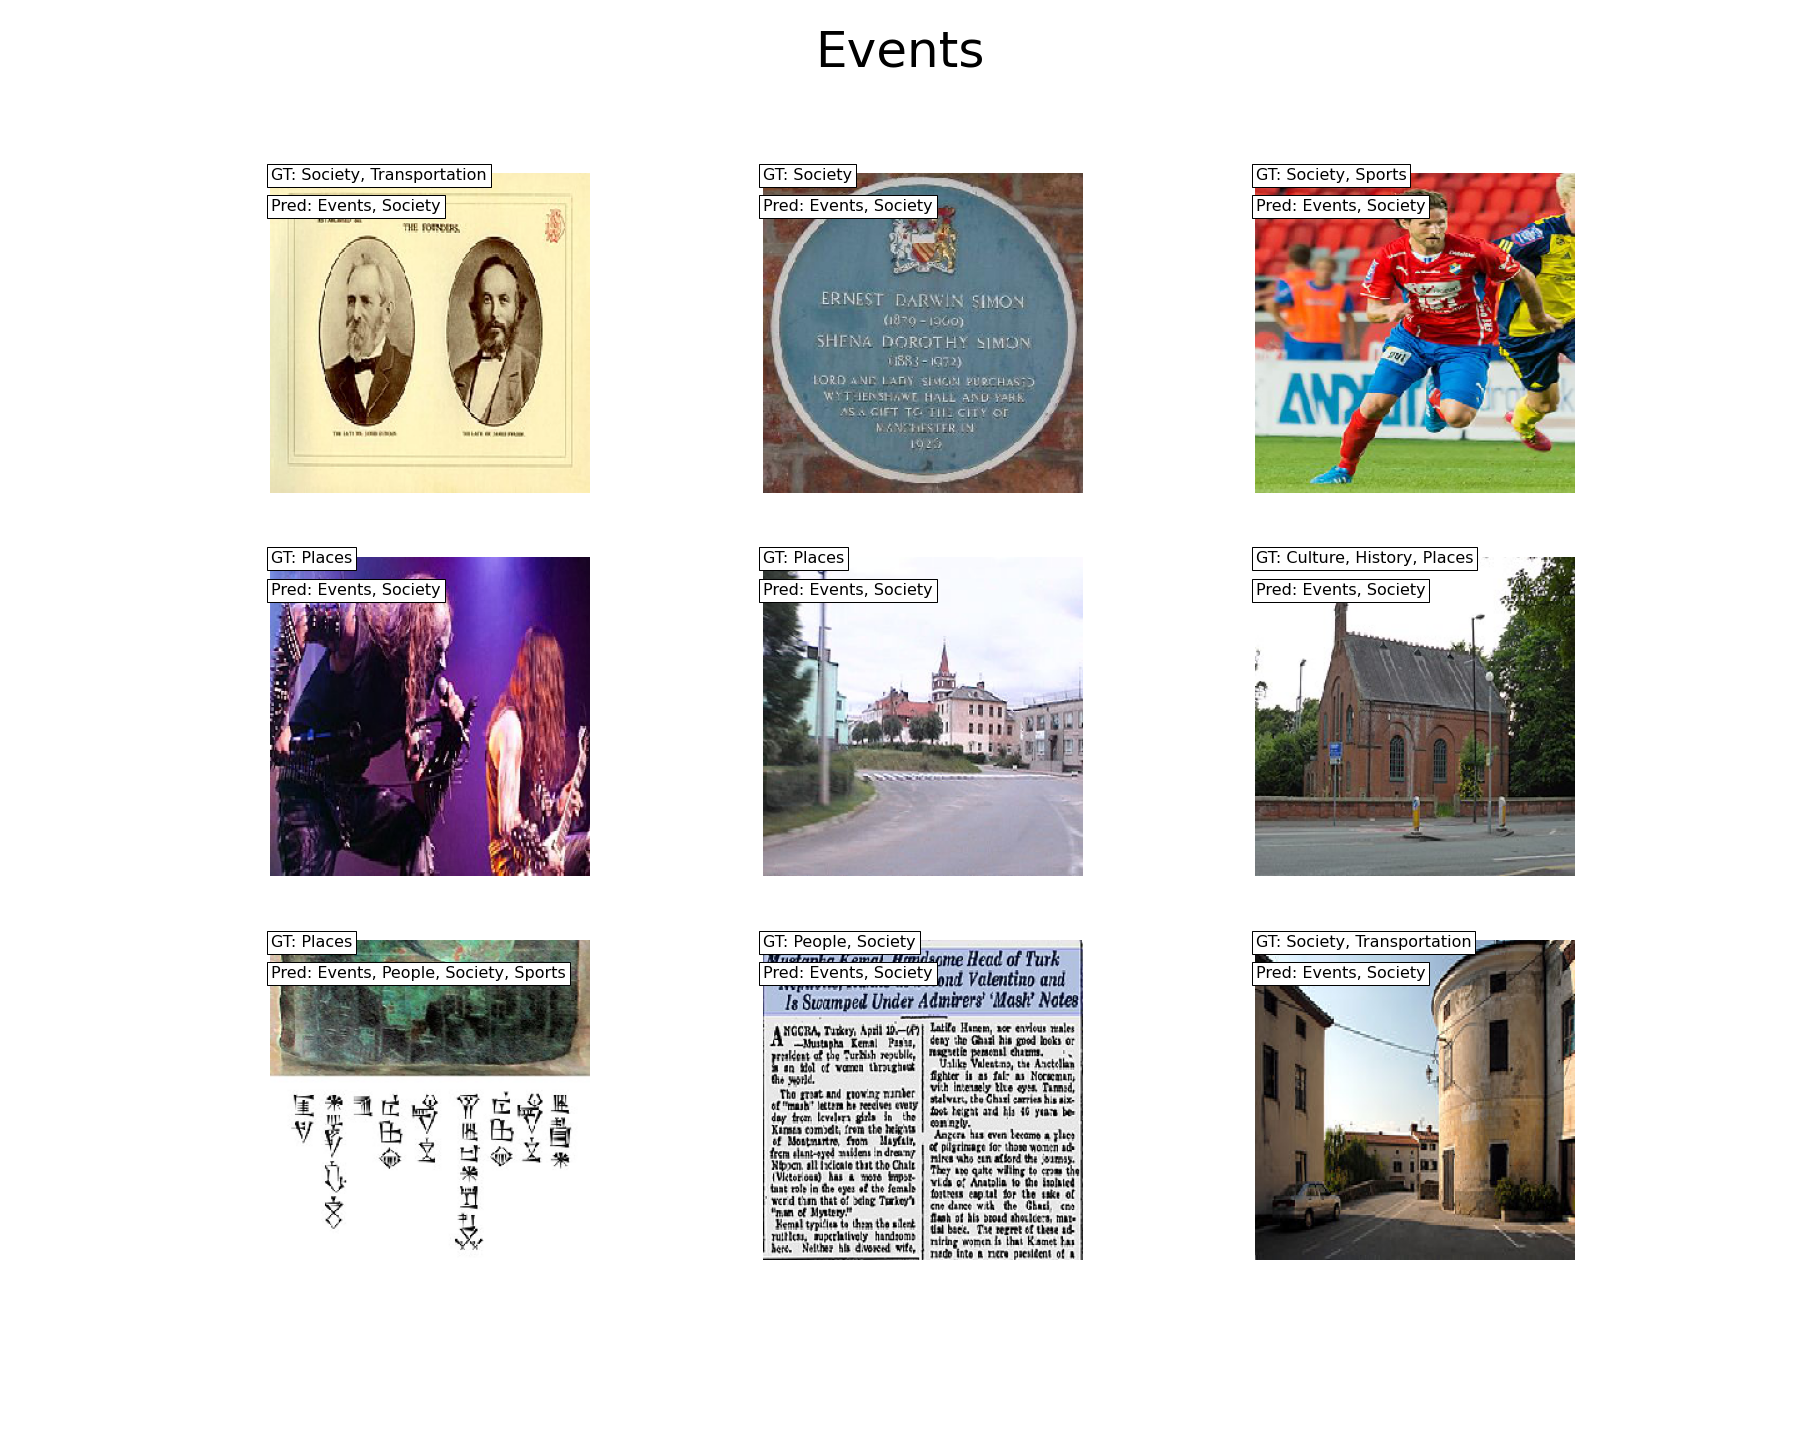 Events
GT: Society, Transportation
Pred: Events, Society
THE FOUNDERS.
GT: Society
Pred: Events, Society
ERNEST DARWIN SIMON
(1879-1960)
SHENA DOROTHY SIMON
(1883-1972)
LORD AND LADY SIMON PURCHASED
WYTHENSHAWE HALL AND PARK
AS A GIFT TO THE CITY OF
MANCHESTER IN
1926
GT: Society, Sports
Pred: Events, Society
GT: Places
Pred: Events, Society
GT: Places
Pred: Events, Society
GT: Culture, History, Places
Pred: Events, Society
GT: Places
Pred: Events, People, Society, Sports
GT: People, Society
Pred: Events, Society
Mustapha Kemal, Handsome Head of Turk
ond Valentino and
Is Swamped Under Admirers' 'Mash' Notes
ANGORA, Turkey, April 10.—(AP)
—Mustapha Kemal Pasha,
president of the Turkish republic,
is an idol of women throughout
the world.
The great and growing number
of "mash" letters he receives every
day from lovelorn girls in the
Kansas cornbelt, from the heights
of Montmartre, from Mayfair,
from slant-eyed maidens in dreamy
Nippon, all indicate that the Ghazi
(Victorious) has a more impor-
tant role in the eyes of the female
world than that of being Turkey's
"man of Mystery."
Kemal typifies to them the silent
ruthless, superlatively handsome
hero. Neither his divorced wife,
Latife Hanem, nor envious males
deny the Ghazi his good looks or
magnetic personal charms.
Unlike Valentino, the Anatolian
fighter is as fair as Norseman,
with intensely blue eyes. Tanned,
stalwart, the Ghazi carries his six-
foot height and his 46 years be-
comingly.
Angora has even become a place
of pilgrimage for those women ad-
mirers who can afford the journey.
They are quite willing to cross the
wilds of Anatolia to the isolated
fortress capital for the sake of
one dance with the Ghazi, one
flash of his broad shoulders, mar-
tial back. The regret of these ad-
miring women is that Kismet has
made into a mere president of a
GT: Society, Transportation
Pred: Events, Society